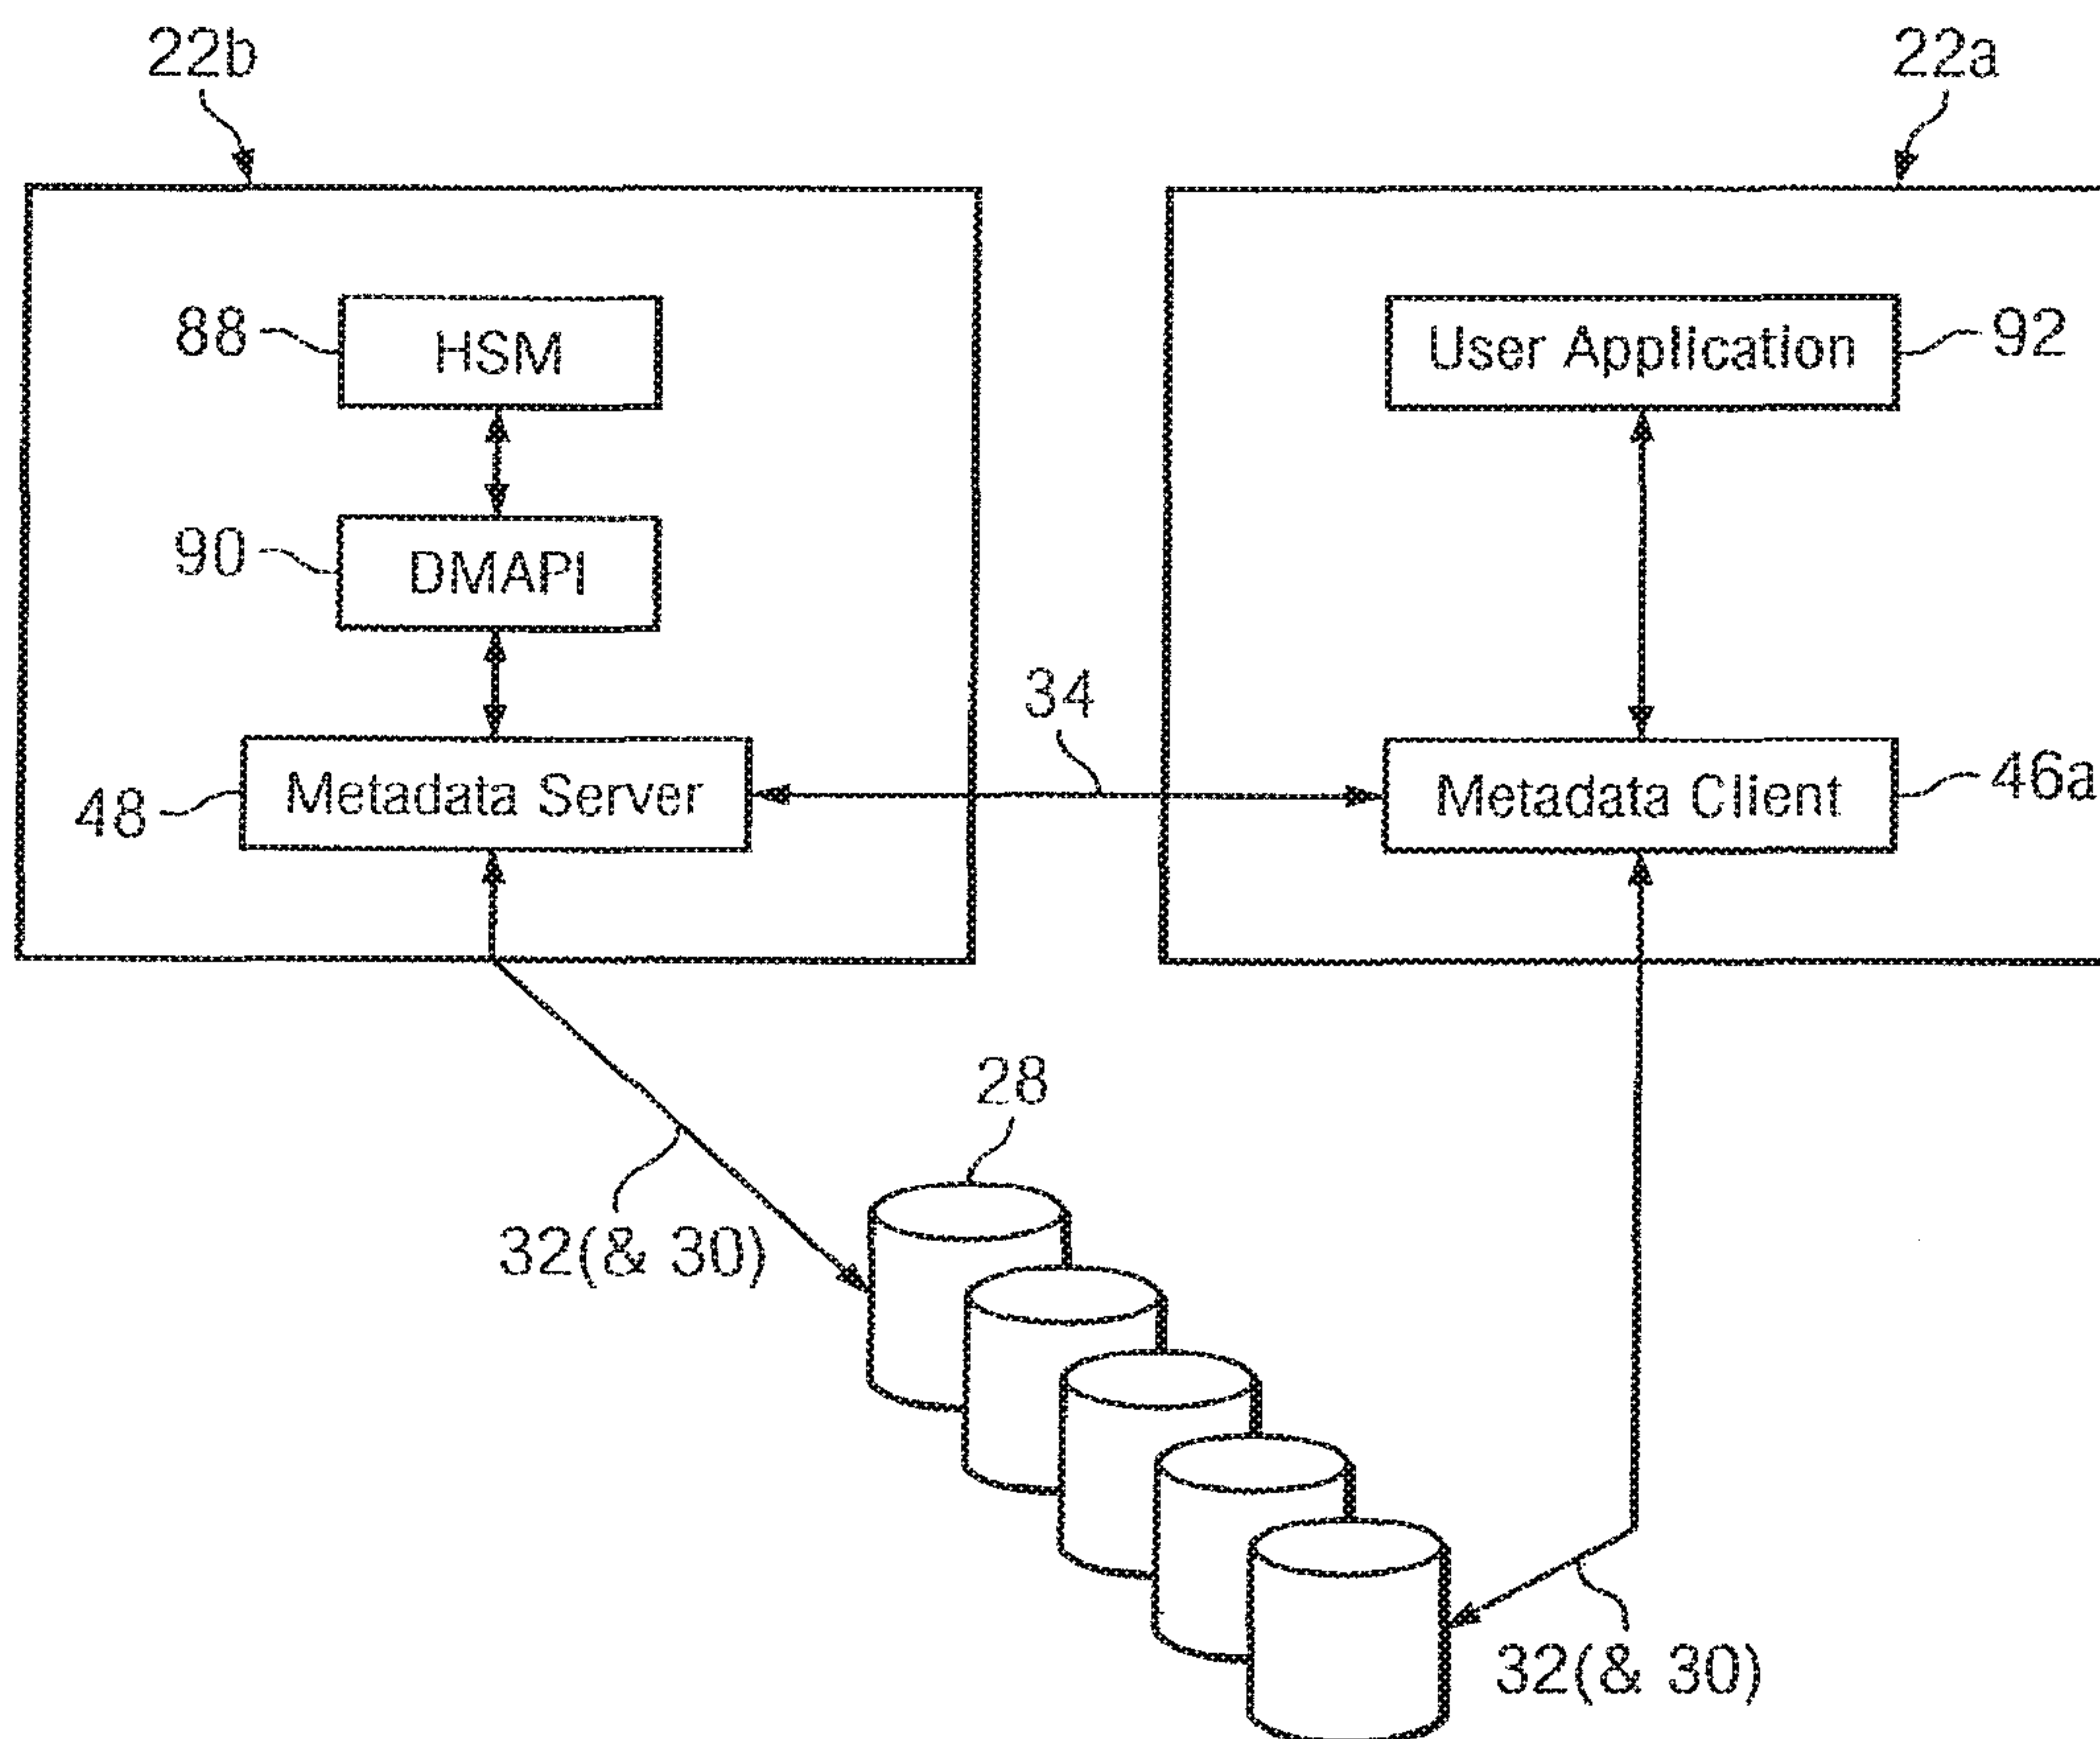 22b
22a
88
HSM
User Application
92
90
DMAPI
34
48
Metadata Server
Metadata Client
46a
28
32(& 30)
32(& 30)